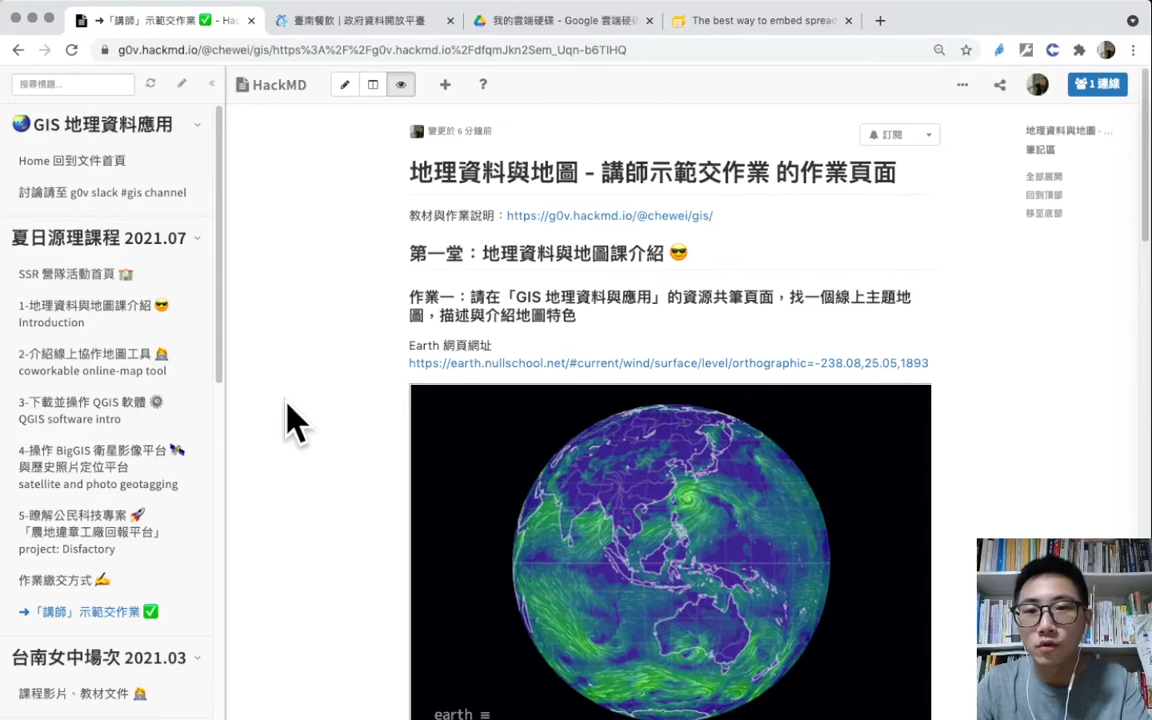 →「講師」示範交作業 ✅ - Hac
臺南餐飲 | 政府資料開放平臺
我的雲端硬碟 - Google 雲端硬碟
The best way to embed spread
g0v.hackmd.io/@chewei/gis/https%3A%2F%2Fg0v.hackmd.io%2FdfqmJkn2Sem_Uqn-b6TIHQ
搜尋標題...
HackMD
1 連線
🌏GIS 地理資料應用
Home 回到文件首頁
討論請至 g0v slack #gis channel
夏日源理課程 2021.07
SSR 營隊活動首頁 🏫
1-地理資料與地圖課介紹 😎
Introduction
2-介紹線上協作地圖工具 🙋
coworkable online-map tool
3-下載並操作 QGIS 軟體 ⚙
QGIS software intro
4-操作 BigGIS 衛星影像平台 🛰
與歷史照片定位平台
satellite and photo geotagging
5-瞭解公民科技專案 🚀
「農地違章工廠回報平台」
project: Disfactory
作業繳交方式 ✍
→「講師」示範交作業 ✅
台南女中場次 2021.03
課程影片、教材文件
變更於 6 分鐘前
訂閱
地理資料與地圖 - 講師示範交作業 的作業頁面
教材與作業說明：https://g0v.hackmd.io/@chewei/gis/
第一堂：地理資料與地圖課介紹 😎
作業一：請在「GIS 地理資料與應用」的資源共筆頁面，找一個線上主題地
圖，描述與介紹地圖特色
Earth 網頁網址
https://earth.nullschool.net/#current/wind/surface/level/orthographic=-238.08,25.05,1893
earth ≡
地理資料與地圖 - ...
筆記區
全部展開
回到頂部
移至底部